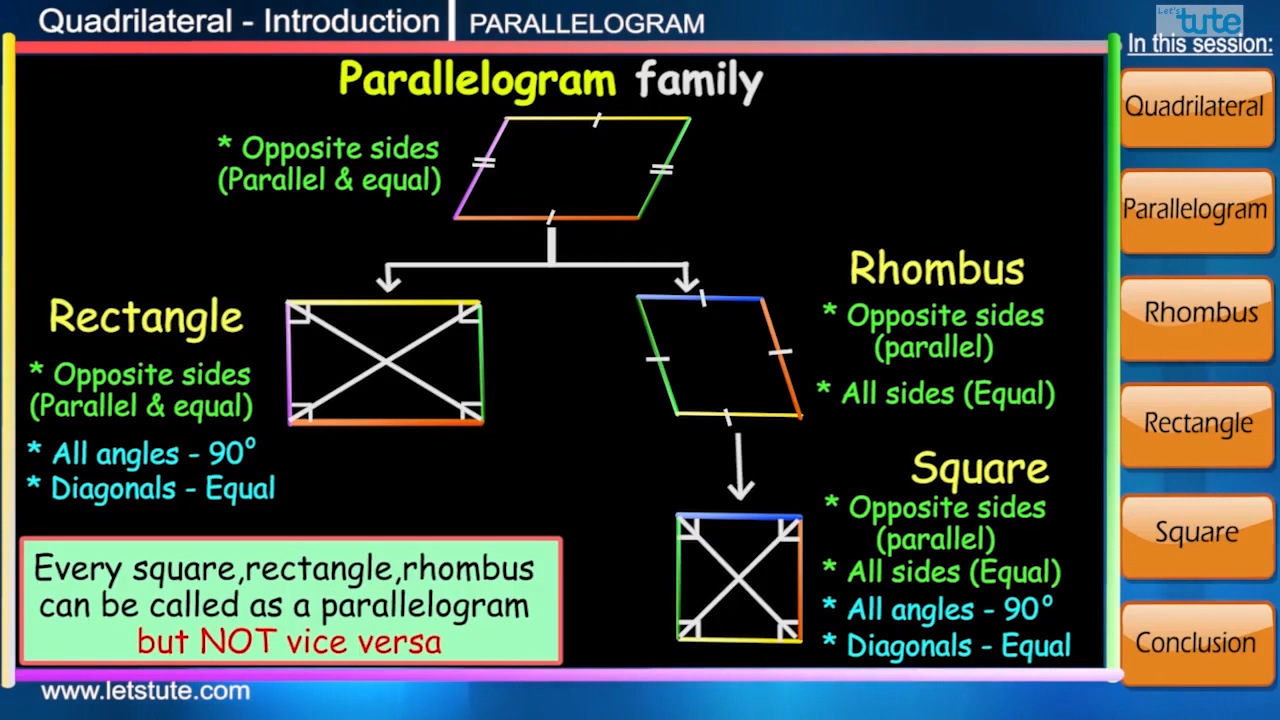 Quadrilateral - Introduction | PARALLELOGRAM
Let's
tute
In this session:
Parallelogram family
* Opposite sides
(Parallel & equal)
Rectangle
* Opposite sides
(Parallel & equal)
* All angles - 90°
* Diagonals - Equal
Rhombus
* Opposite sides
(parallel)
* All sides (Equal)
Square
* Opposite sides
(parallel)
* All sides (Equal)
* All angles - 90°
* Diagonals - Equal
Every square,rectangle,rhombus
can be called as a parallelogram
but NOT vice versa
Quadrilateral
Parallelogram
Rhombus
Rectangle
Square
Conclusion
www.letstute.com